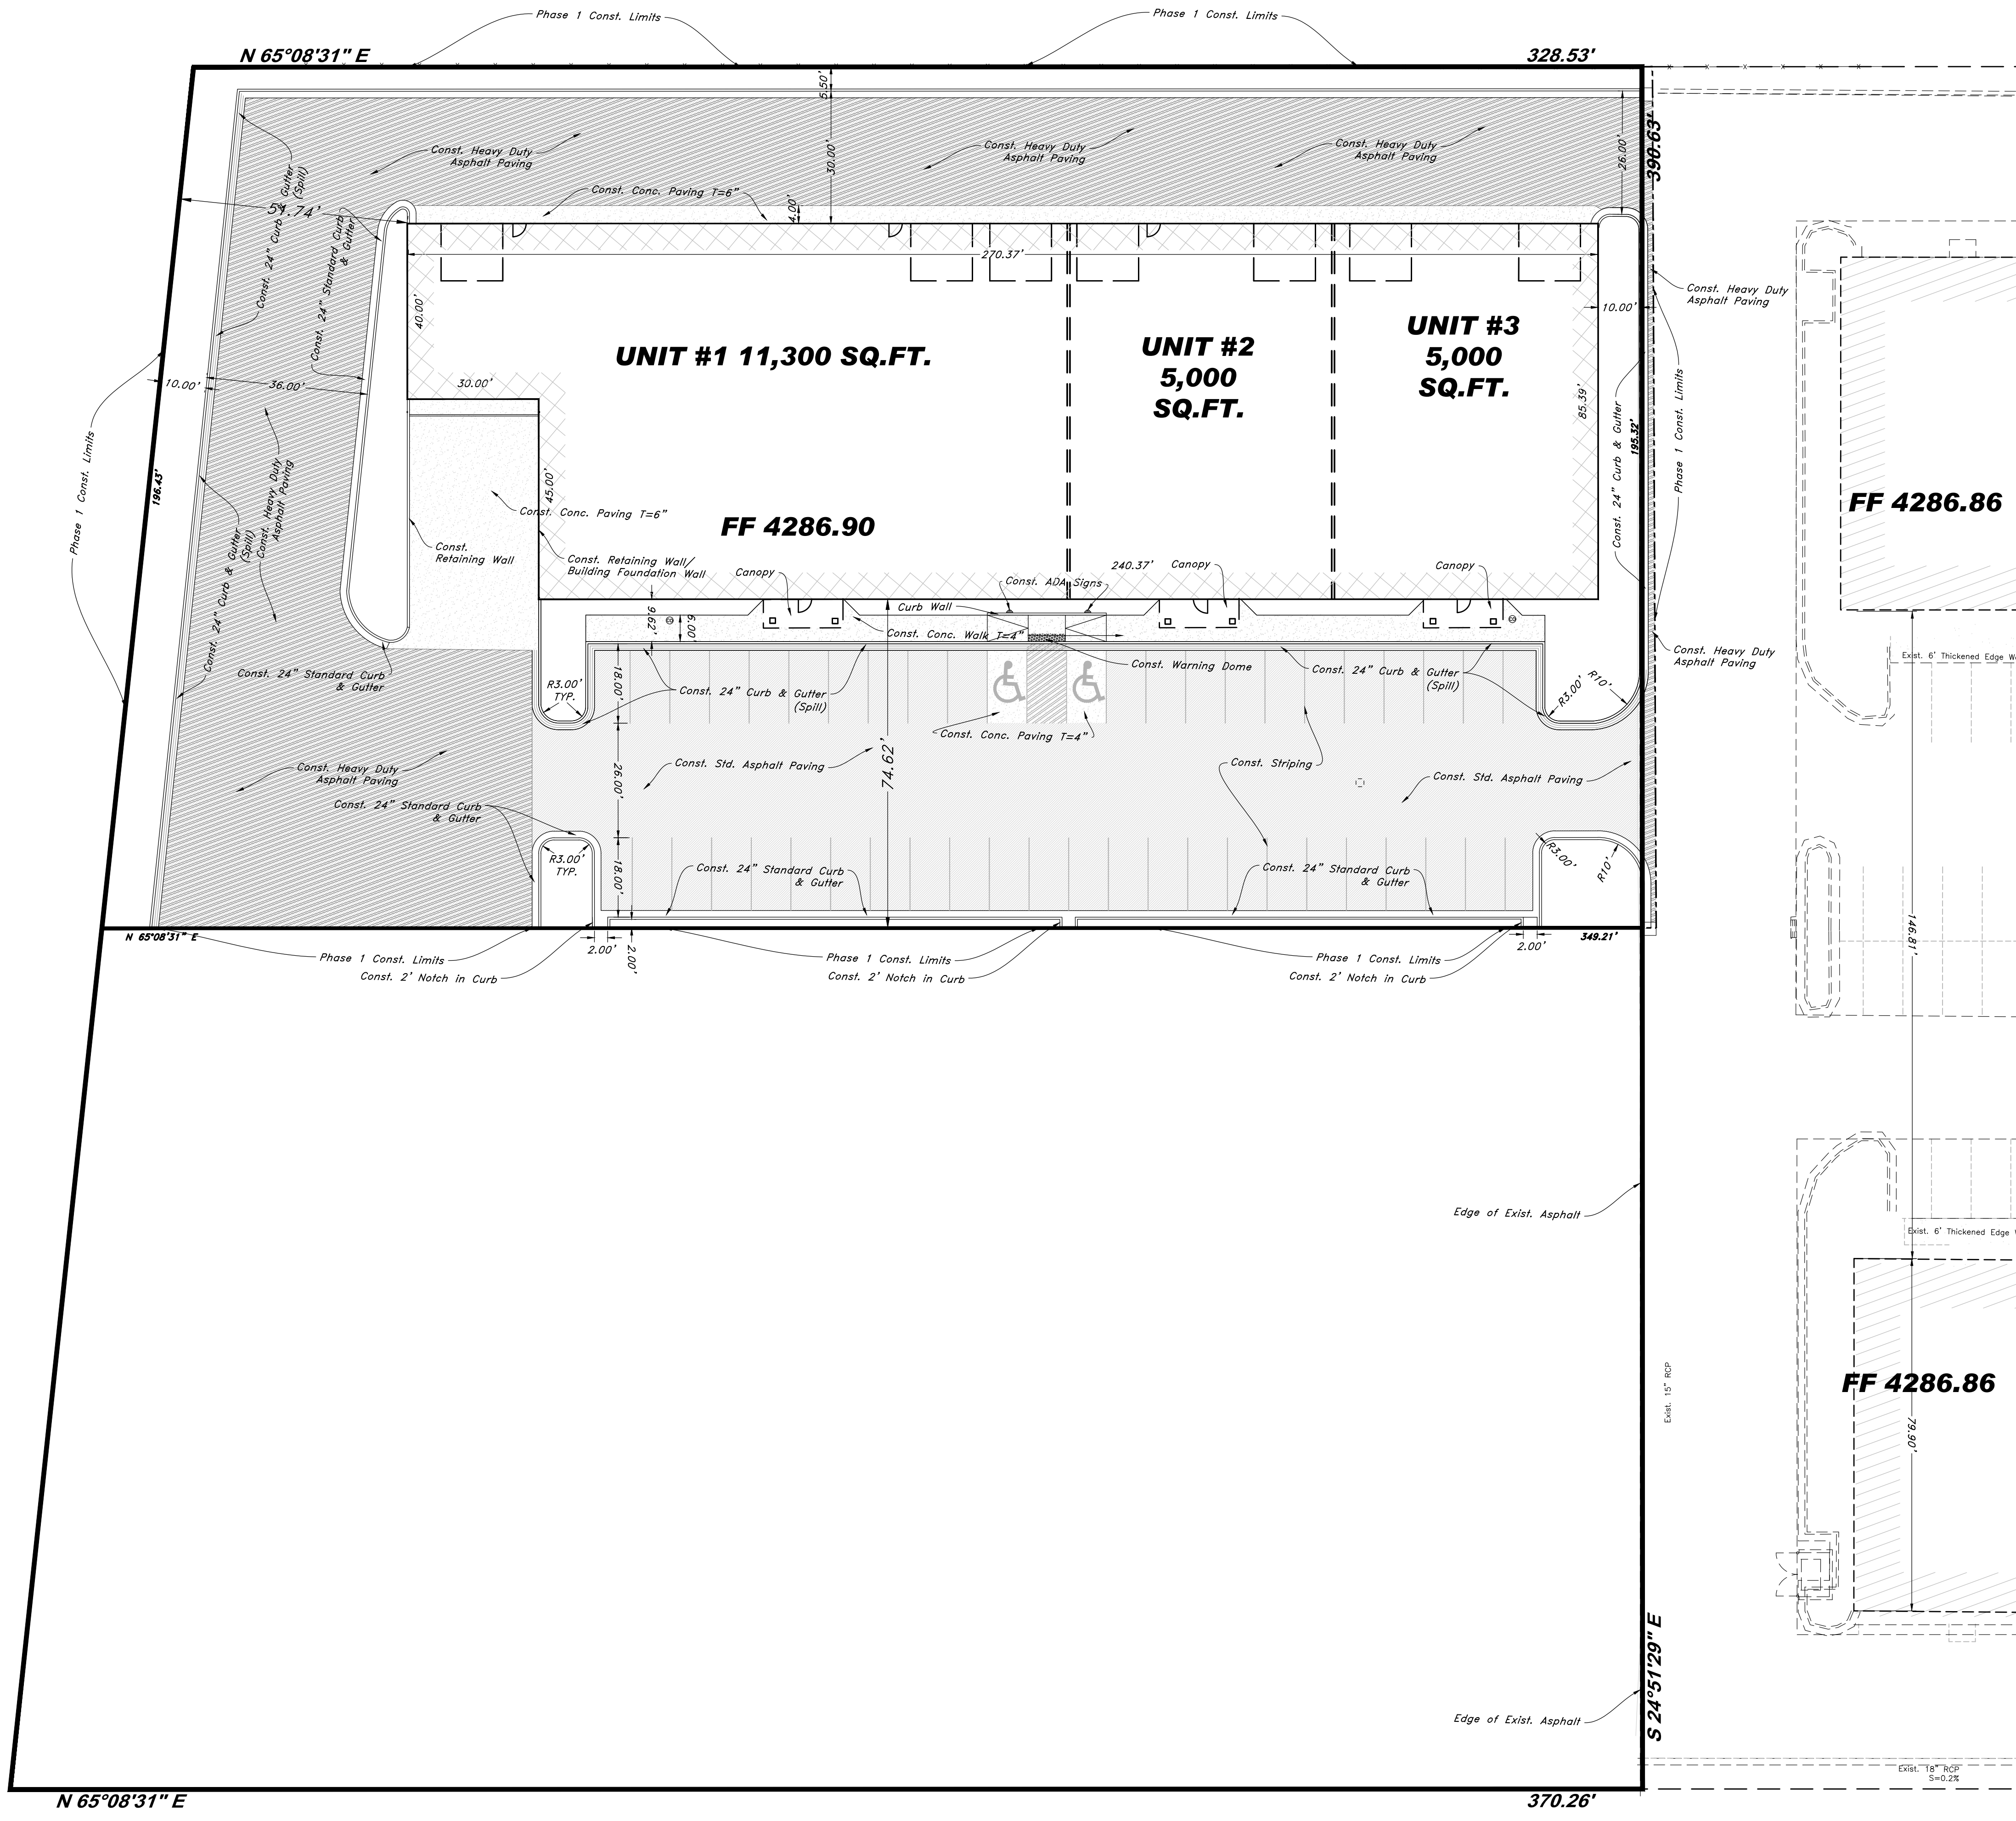 Phase 1 Const. Limits
Phase 1 Const. Limits
N 65°08'31" E
328.53'
5.50'
390.63'
Const. Heavy Duty
Asphalt Paving
Const. Heavy Duty
Asphalt Paving
Const. Heavy Duty
Asphalt Paving
30.00'
26.00'
Const. 24" Curb & Gutter
(Spill)
51.74'
Const. Conc. Paving T=6"
4.00'
Const. 24" Standard Curb
& Gutter
270.37'
Const. Heavy Duty
Asphalt Paving
40.00'
10.00'
UNIT #1 11,300 SQ.FT.
UNIT #2
5,000
SQ.FT.
UNIT #3
5,000
SQ.FT.
10.00'
36.00'
30.00'
85.39'
Const. 24" Curb & Gutter
195.32'
Phase 1 Const. Limits
Phase 1 Const. Limits
196.43'
Const. Heavy Duty
Asphalt Paving
45.00'
Const. Conc. Paving T=6"
FF 4286.90
FF 4286.86
Const.
Retaining Wall
Const. Retaining Wall/
Building Foundation Wall
Canopy
Const. ADA Signs
240.37'
Canopy
Canopy
Const. 24" Curb & Gutter
(Spill)
Curb Wall
9.62'
6.00'
Const. Conc. Walk T=4"
Const. Warning Dome
Const. 24" Curb & Gutter
(Spill)
Const. Heavy Duty
Asphalt Paving
Exist. 6' Thickened Edge Wa
Const. 24" Standard Curb
& Gutter
R3.00'
TYP.
18.00'
Const. 24" Curb & Gutter
(Spill)
R3.00'
R10'
Const. Conc. Paving T=4"
74.62'
Const. Heavy Duty
Asphalt Paving
26.00'
Const. Std. Asphalt Paving
Const. Striping
Const. Std. Asphalt Paving
Const. 24" Standard Curb
& Gutter
R3.00'
TYP.
18.00'
Const. 24" Standard Curb
& Gutter
Const. 24" Standard Curb
& Gutter
R3.00'
R10'
N 65°08'31" E
349.21'
2.00'
2.00'
2.00'
146.81'
Phase 1 Const. Limits
Const. 2' Notch in Curb
Phase 1 Const. Limits
Const. 2' Notch in Curb
Phase 1 Const. Limits
Const. 2' Notch in Curb
Edge of Exist. Asphalt
Exist. 6' Thickened Edge
Exist. 15" RCP
FF 4286.86
79.90'
S 24°51'29" E
Edge of Exist. Asphalt
Exist. 18" RCP
S=0.2%
N 65°08'31" E
370.26'